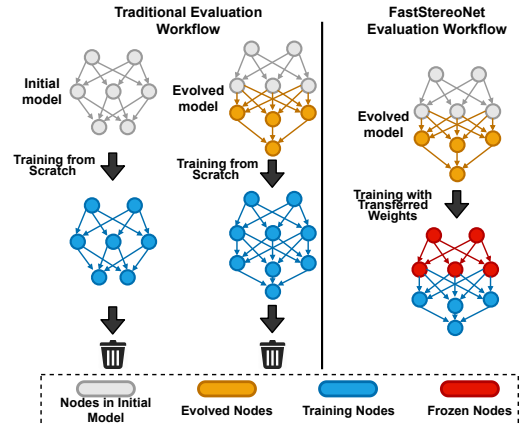 Traditional Evaluation
Workflow
FastStereoNet
Evaluation Workflow
Initial
model
Evolved
model
Evolved
model
Training from
Scratch
Training from
Scratch
Training with
Transferred
Weights
Nodes in Initial
Model
Evolved Nodes
Training Nodes
Frozen Nodes